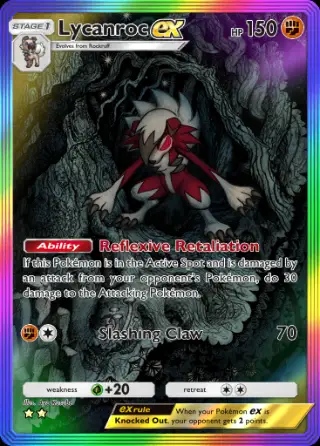 STAGE 1
Lycanroc ex
HP 150
Evolves from Rockruff
Ability
Reflexive Retaliation
If this Pokémon is in the Active Spot and is damaged by
an attack from your opponent's Pokémon, do 30
damage to the Attacking Pokémon.
Slashing Claw 70
Illus.
weakness +20
retreat
ex rule
When your Pokémon ex is
Knocked Out, your opponent gets 2 points.